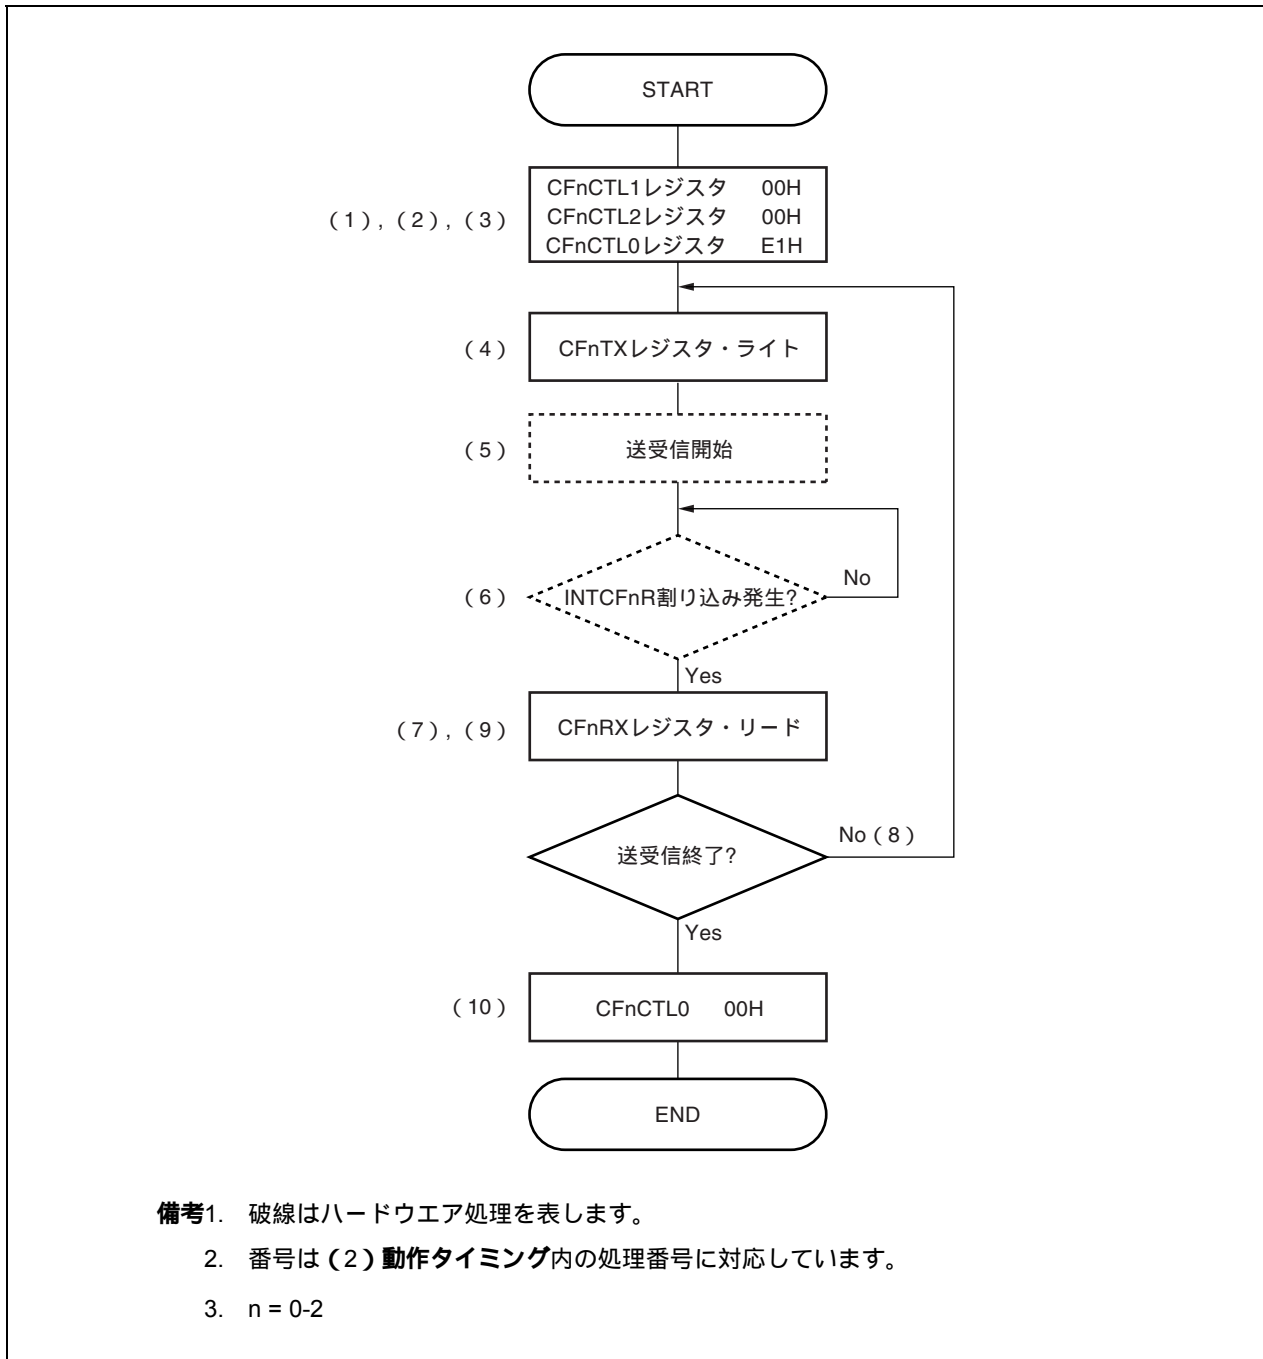 START
CFnCTL1レジスタ 00H
CFnCTL2レジスタ 00H
CFnCTL0レジスタ E1H
(1), (2), (3)
(4)
CFnTXレジスタ・ライト
(5)
送受信開始
(6)
INTCFnR割り込み発生?
No
Yes
(7), (9)
CFnRXレジスタ・リード
送受信終了?
No(8)
Yes
(10)
CFnCTL0 00H
END
備考1. 破線はハードウエア処理を表します。
2. 番号は(2)動作タイミング内の処理番号に対応しています。
3. n = 0-2